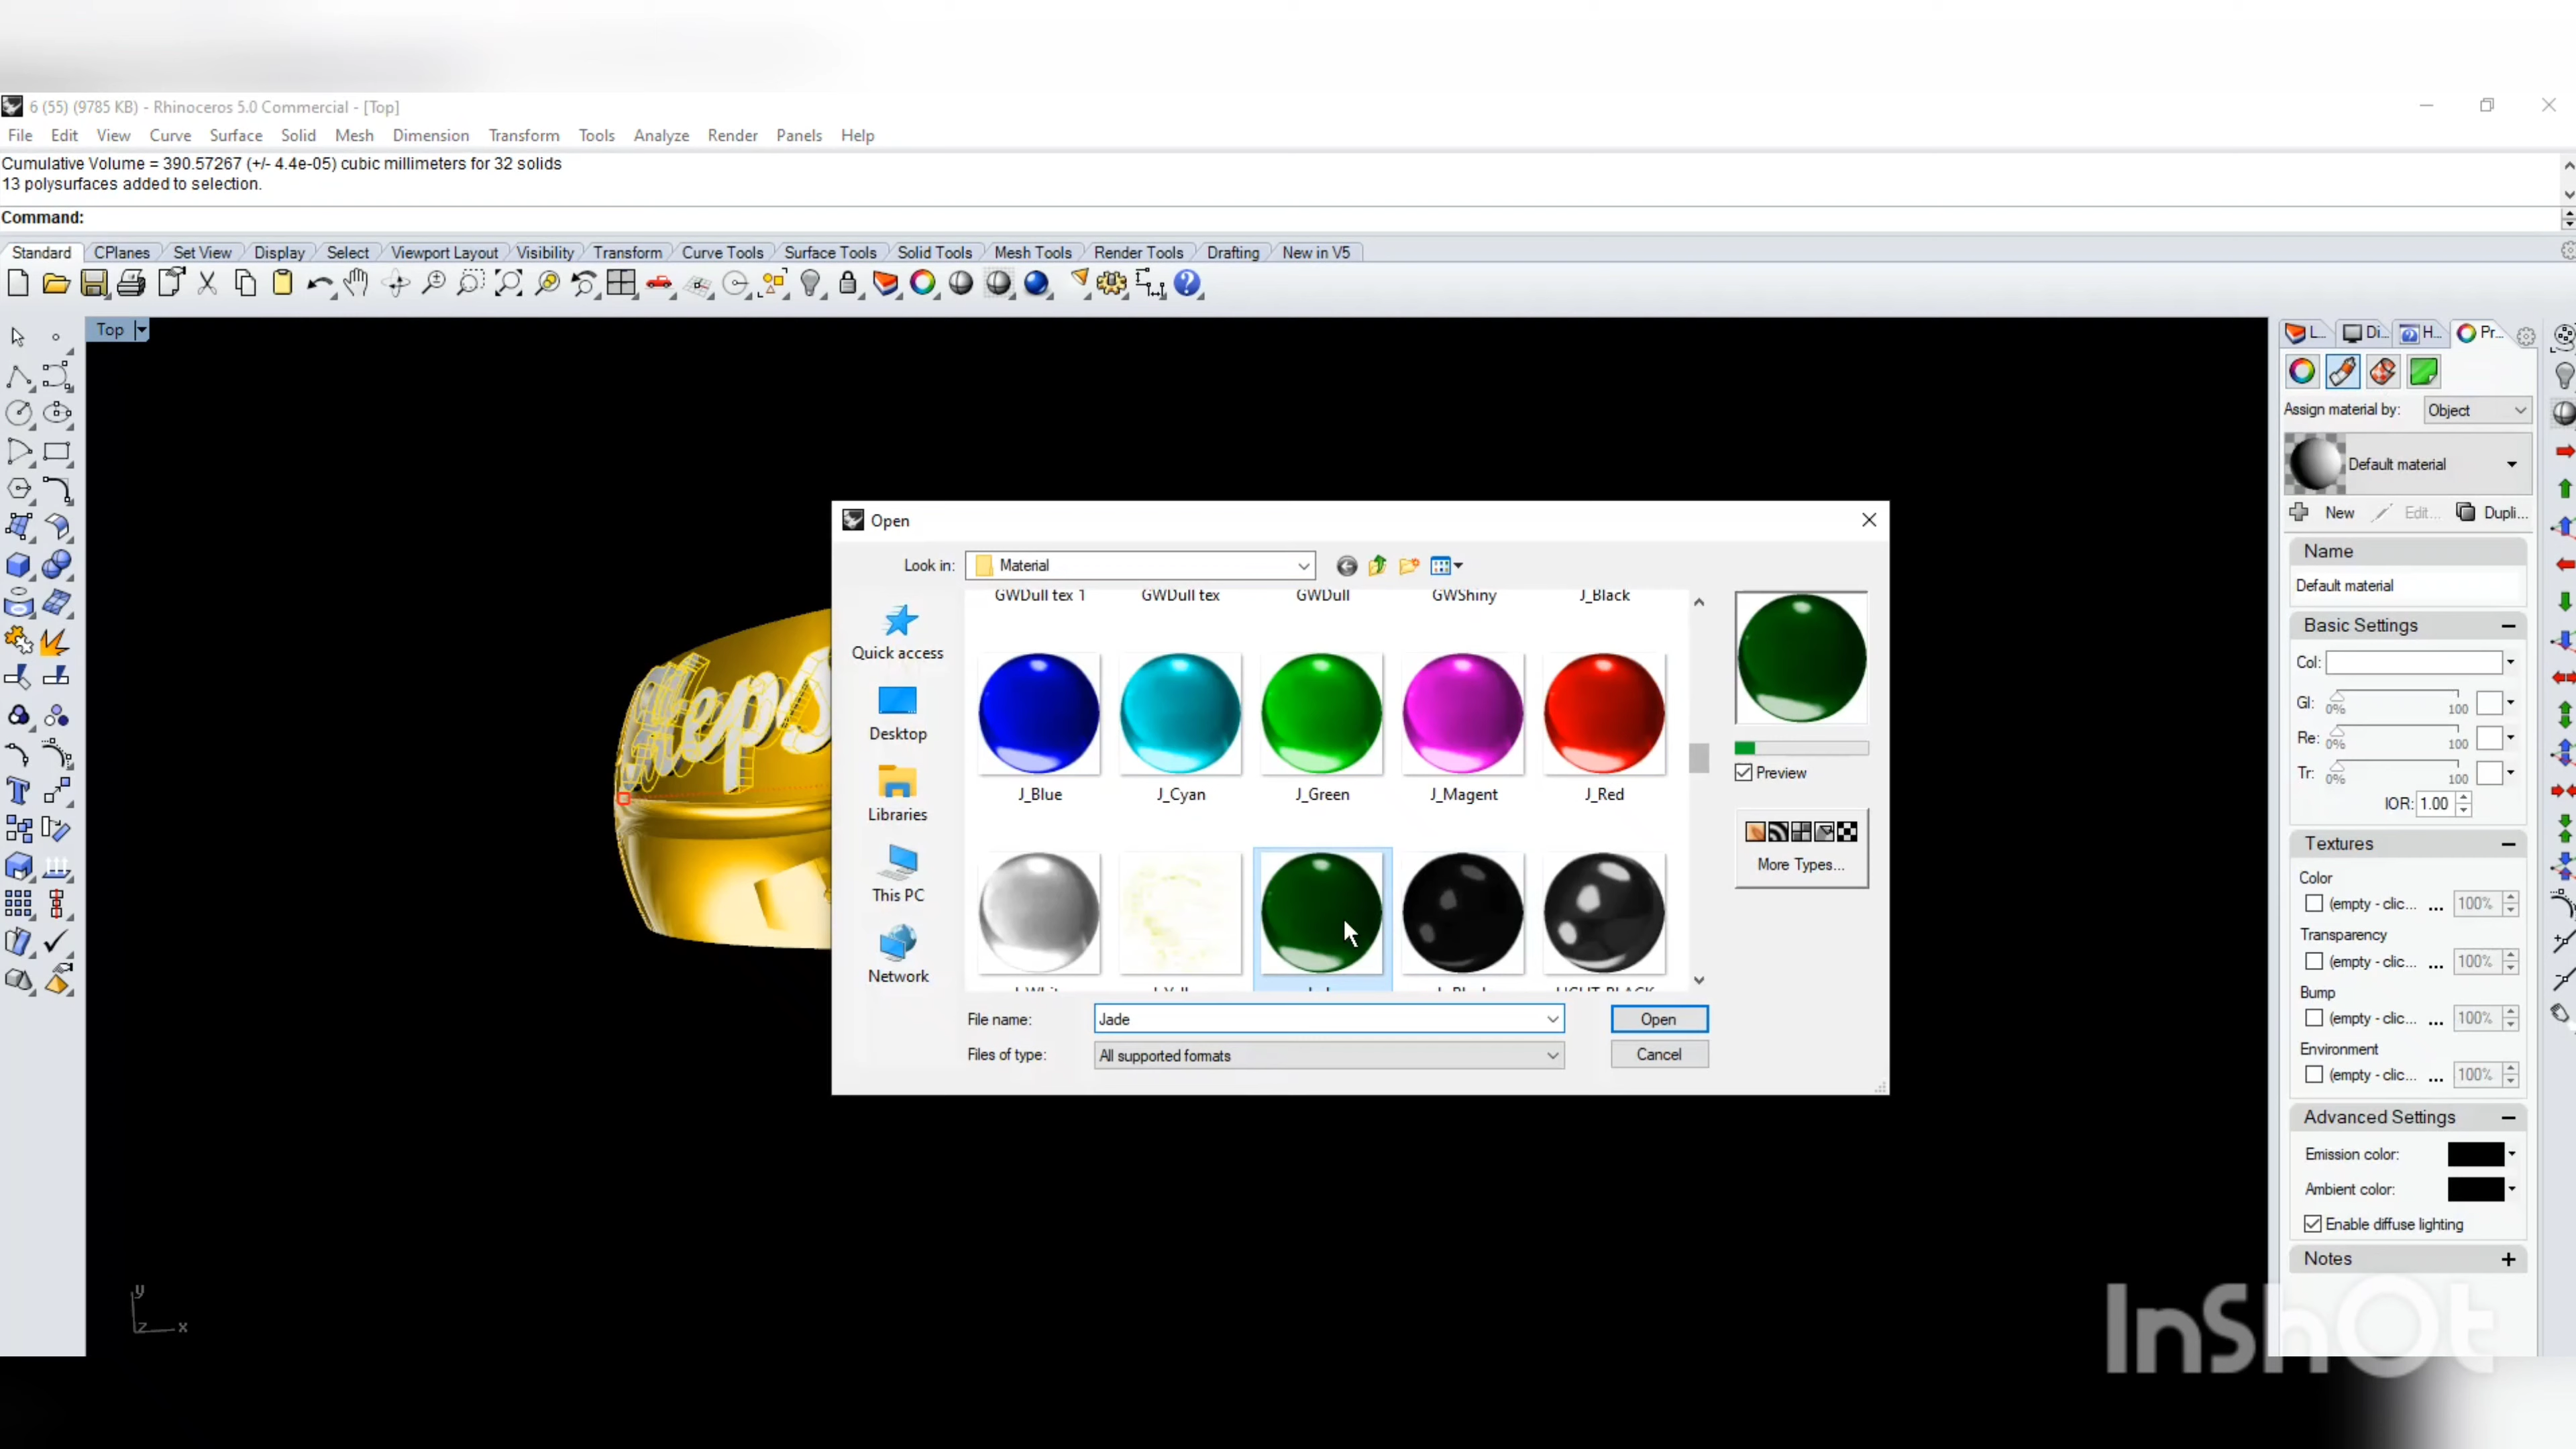 6 (55) (9785 KB) - Rhinoceros 5.0 Commercial - [Top]
File Edit View Curve Surface Solid Mesh Dimension Transform Tools Analyze Render Panels Help
Cumulative Volume = 390.57267 (+/- 4.4e-05) cubic millimeters for 32 solids
13 polysurfaces added to selection.
Command:
Standard CPlanes Set View Display Select Viewport Layout Visibility Transform Curve Tools Surface Tools Solid Tools Mesh Tools Render Tools Drafting New in V5
Top
L... Di... H... Pr...
Assign material by: Object
Default material
New Edit... Dupli...
Name
Default material
Basic Settings
Col:
Gl: 0% 100
Re: 0% 100
Tr: 0% 100
IOR: 1.00
Textures
Color
(empty - clic... ... 100%
Transparency
(empty - clic... ... 100%
Bump
(empty - clic... ... 100%
Environment
(empty - clic... ... 100%
Advanced Settings
Emission color:
Ambient color:
Enable diffuse lighting
Notes
Open
Look in: Material
Quick access
Desktop
Libraries
This PC
Network
GWDull tex 1 GWDull tex GWDull GWShiny J_Black
J_Blue J_Cyan J_Green J_Magent J_Red
Preview
More Types...
File name: Jade Open
Files of type: All supported formats Cancel
y
z x
InShOt